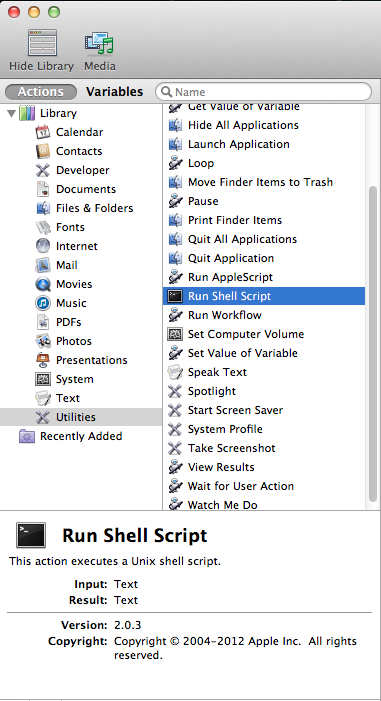 Hide Library
Media
Actions
Variables
Name
Library
Calendar
Contacts
Developer
Documents
Files & Folders
Fonts
Internet
Mail
Movies
Music
PDFs
Photos
Presentations
System
Text
Utilities
Recently Added
Get Value of Variable
Hide All Applications
Launch Application
Loop
Move Finder Items to Trash
Pause
Print Finder Items
Quit All Applications
Quit Application
Run AppleScript
Run Shell Script
Run Workflow
Set Computer Volume
Set Value of Variable
Speak Text
Spotlight
Start Screen Saver
System Profile
Take Screenshot
View Results
Wait for User Action
Watch Me Do
Run Shell Script
This action executes a Unix shell script.
Input: Text
Result: Text
Version: 2.0.3
Copyright: Copyright © 2004-2012 Apple Inc. All rights
reserved.